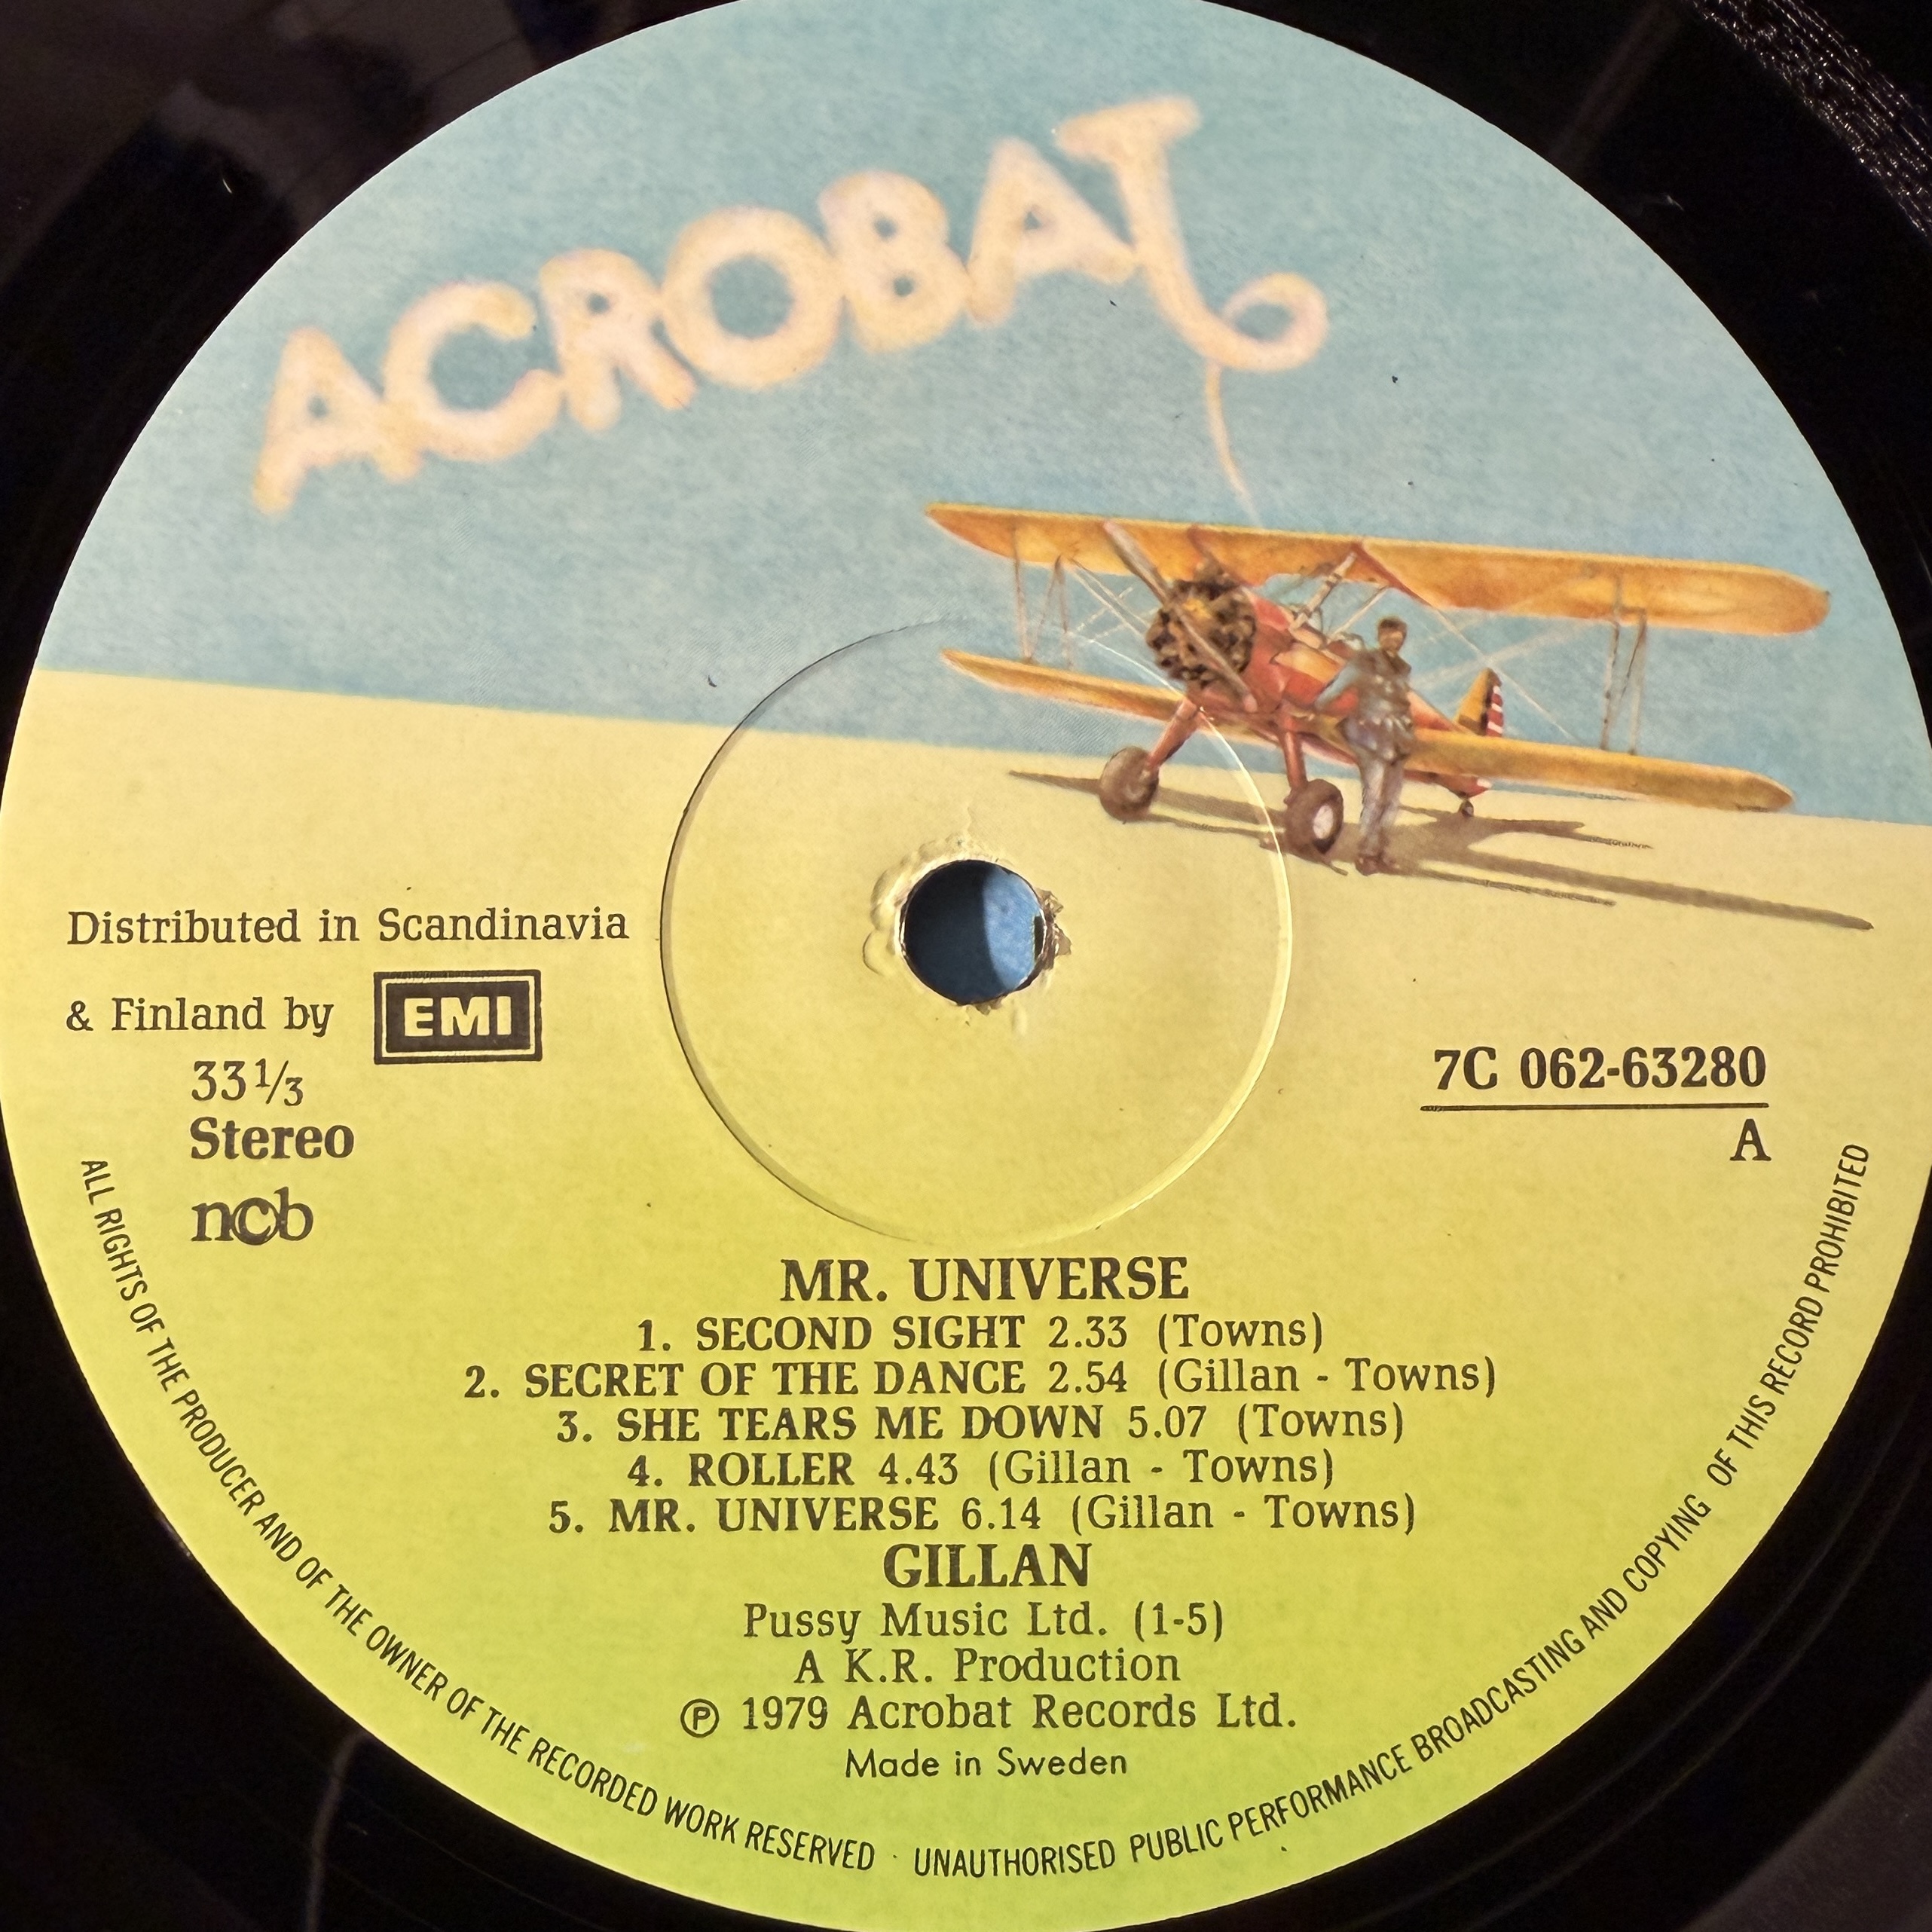 ACROBAT
Distributed in Scandinavia
& Finland by EMI
33 1/3
Stereo
ncb
7C 062-63280
A
MR. UNIVERSE
1. SECOND SIGHT 2.33 (Towns)
2. SECRET OF THE DANCE 2.54 (Gillan - Towns)
3. SHE TEARS ME DOWN 5.07 (Towns)
4. ROLLER 4.43 (Gillan - Towns)
5. MR. UNIVERSE 6.14 (Gillan - Towns)
GILLAN
Pussy Music Ltd. (1-5)
A K.R. Production
℗ 1979 Acrobat Records Ltd.
Made in Sweden
ALL RIGHTS OF THE PRODUCER AND OF THE OWNER OF THE RECORDED WORK RESERVED · UNAUTHORISED PUBLIC PERFORMANCE BROADCASTING AND COPYING OF THIS RECORD PROHIBITED